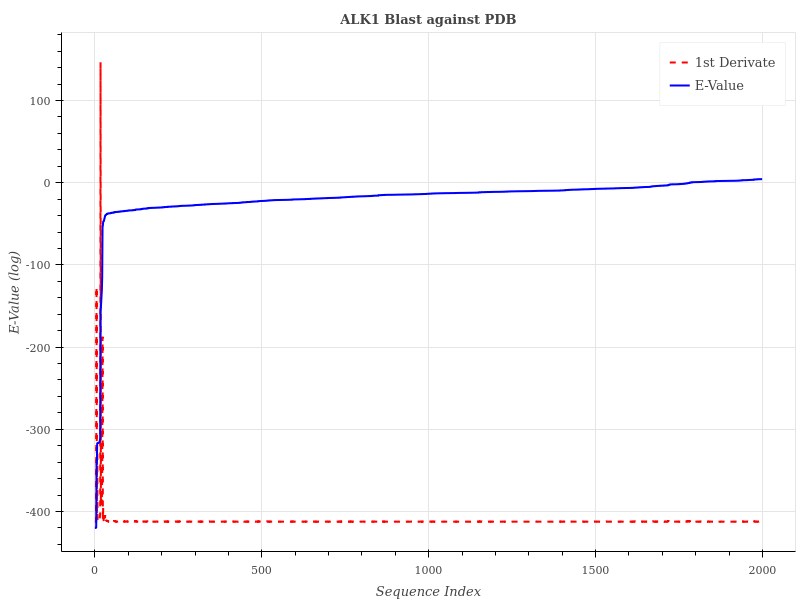 ALK1 Blast against PDB
1st Derivate
E-Value
E-Value (log)
100
0
-100
-200
-300
-400
0
500
1000
1500
2000
Sequence Index